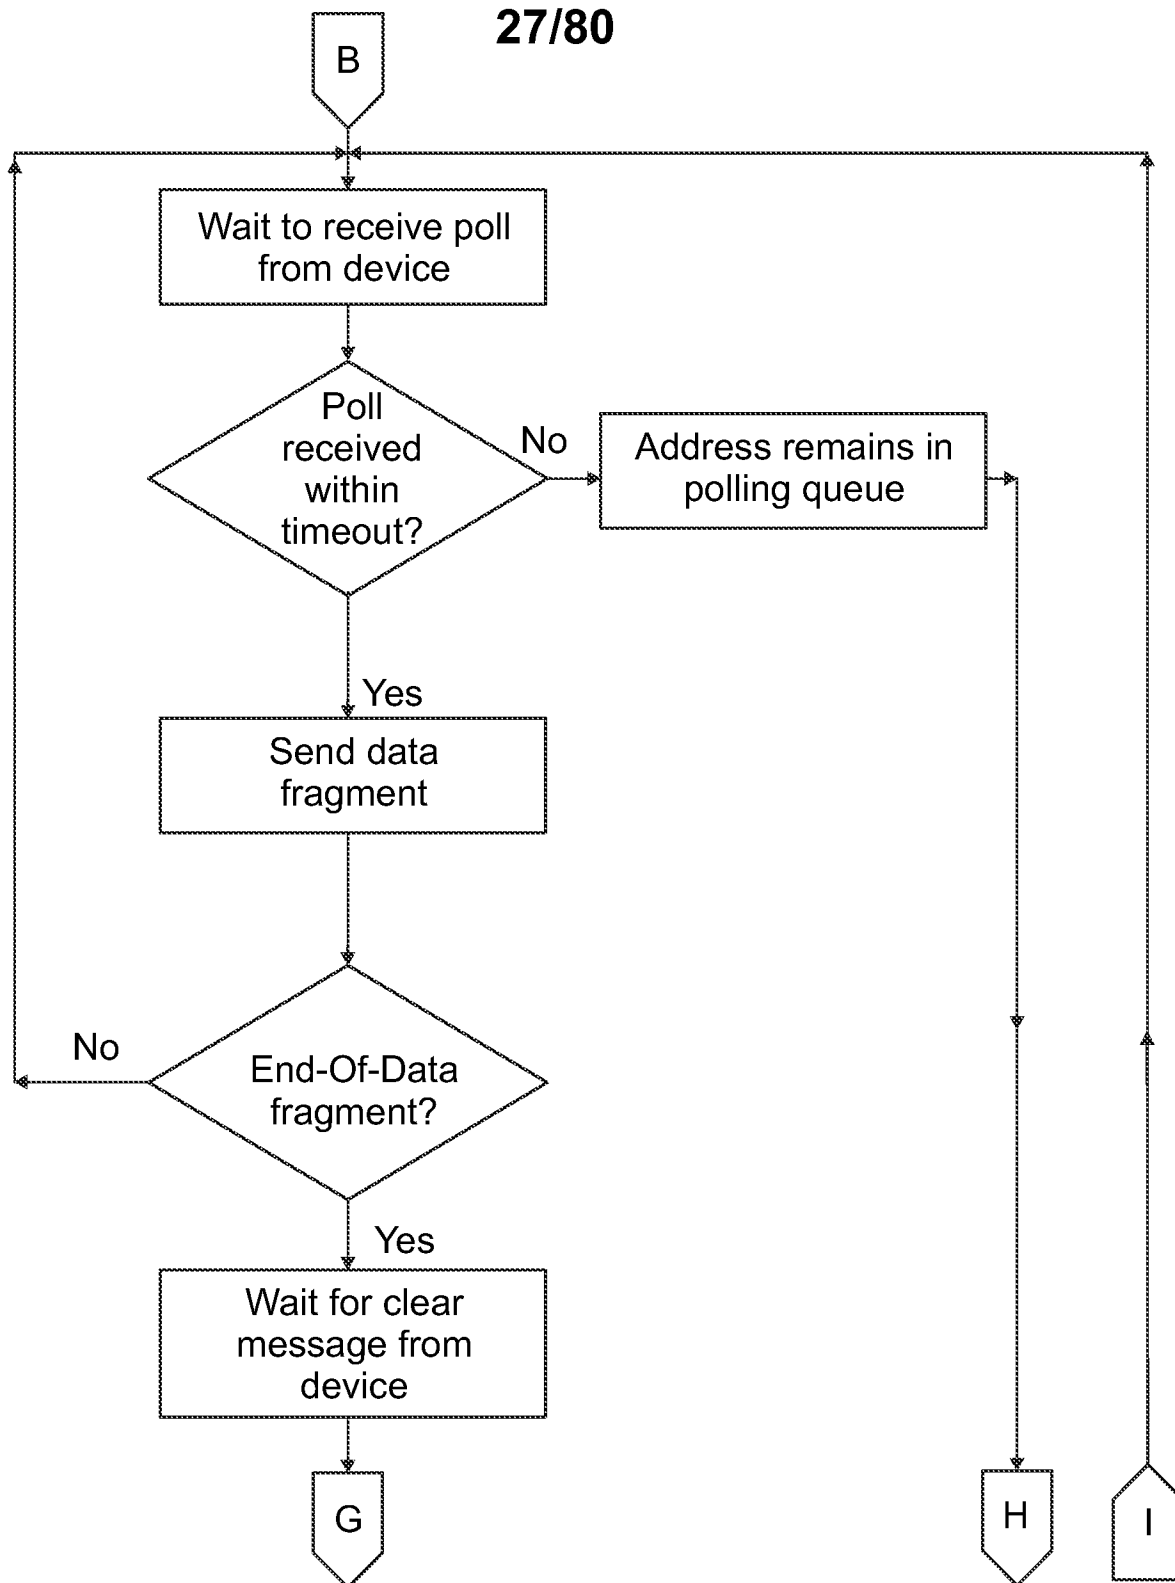 27/80
B
Wait to receive poll
from device
Poll
received
within
timeout?
No
Address remains in
polling queue
Yes
Send data
fragment
No
End-Of-Data
fragment?
Yes
Wait for clear
message from
device
G
H
I